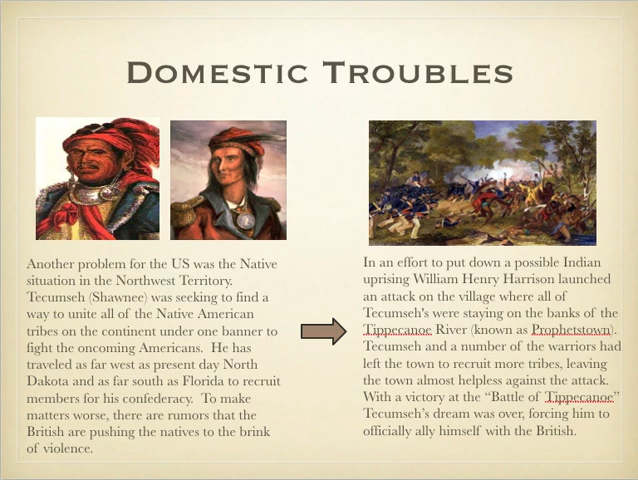 DOMESTIC TROUBLES
Another problem for the US was the Native
situation in the Northwest Territory.
Tecumseh (Shawnee) was seeking to find a
way to unite all of the Native American
tribes on the continent under one banner to
fight the oncoming Americans. He has
traveled as far west as present day North
Dakota and as far south as Florida to recruit
members for his confederacy. To make
matters worse, there are rumors that the
British are pushing the natives to the brink
of violence.
In an effort to put down a possible Indian
uprising William Henry Harrison launched
an attack on the village where all of
Tecumseh's were staying on the banks of the
Tippecanoe River (known as Prophetstown).
Tecumseh and a number of the warriors had
left the town to recruit more tribes, leaving
the town almost helpless against the attack.
With a victory at the “Battle of Tippecanoe”
Tecumseh’s dream was over, forcing him to
officially ally himself with the British.